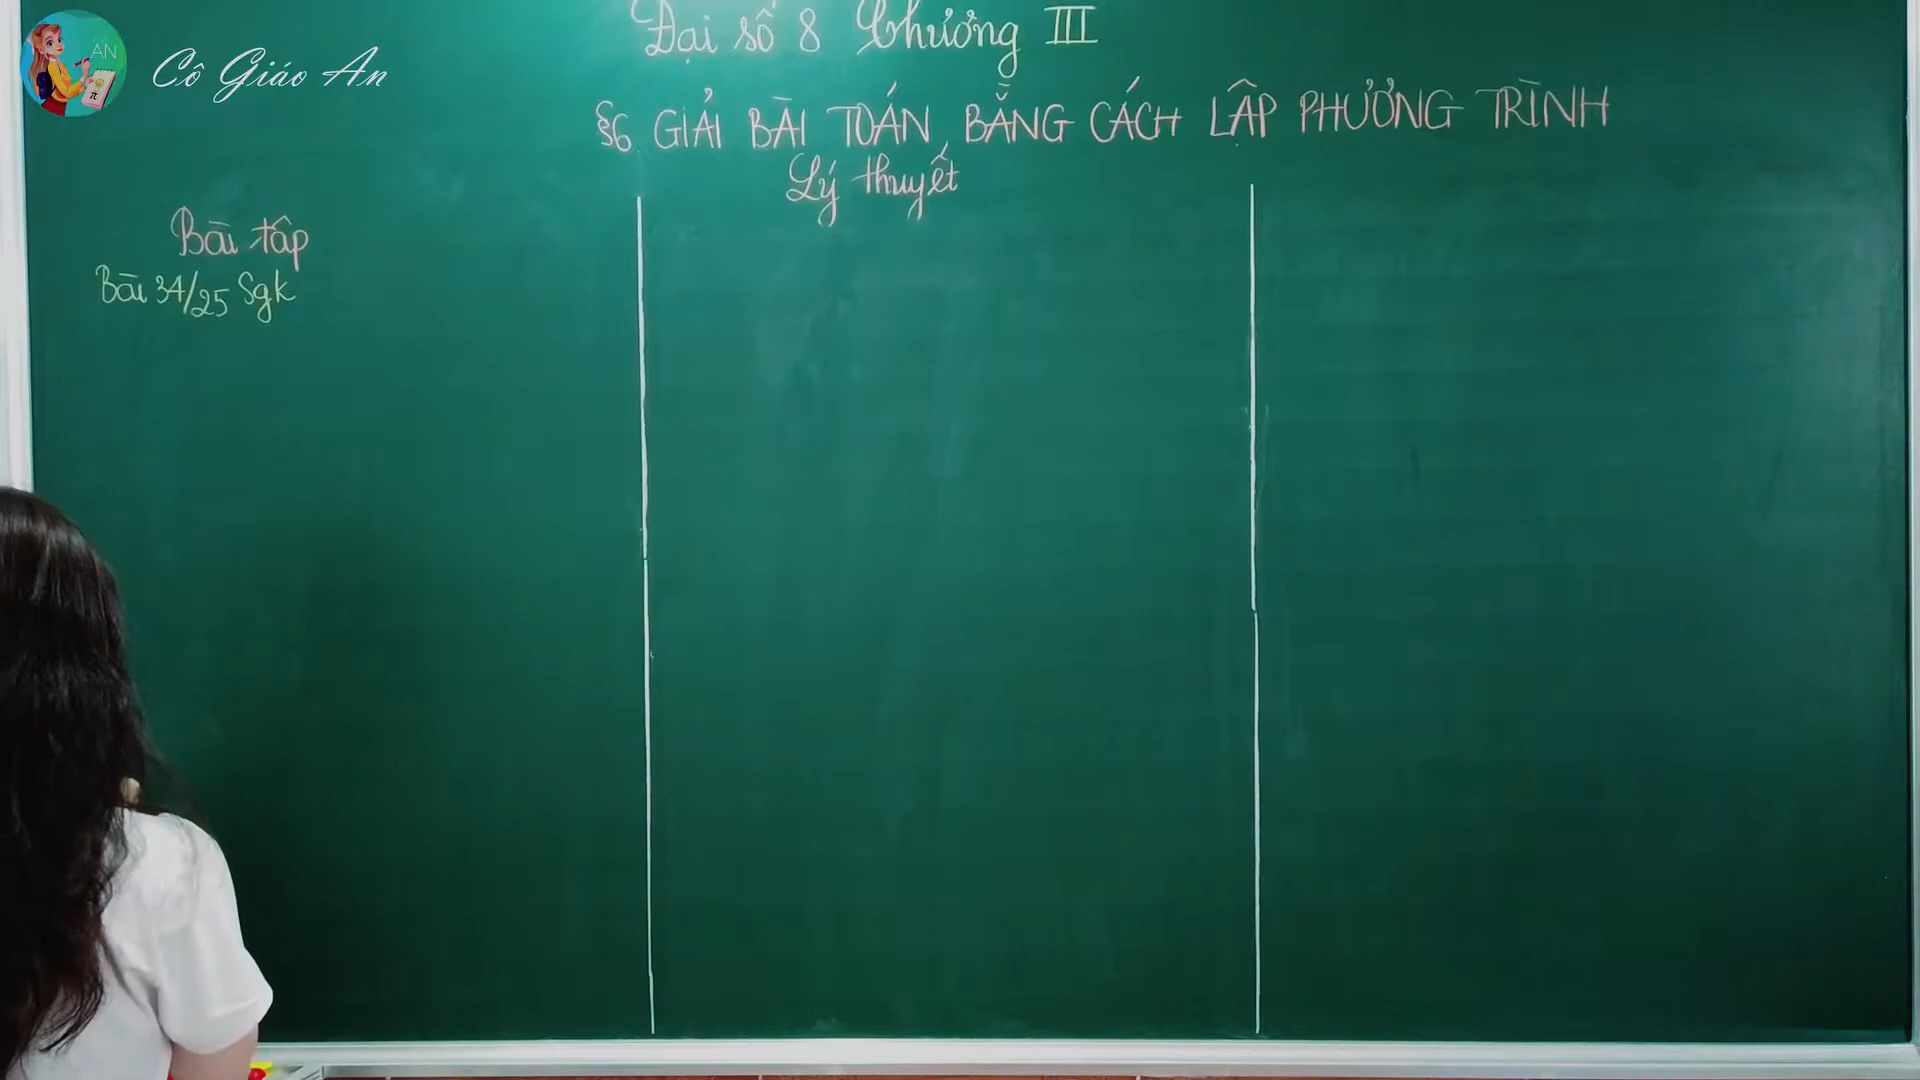 AN
Cô Giáo An
Đại số 8 Chương III
§6 GIẢI BÀI TOÁN BẰNG CÁCH LẬP PHƯƠNG TRÌNH
Lý thuyết
Bài tập
Bài 34/25 Sgk